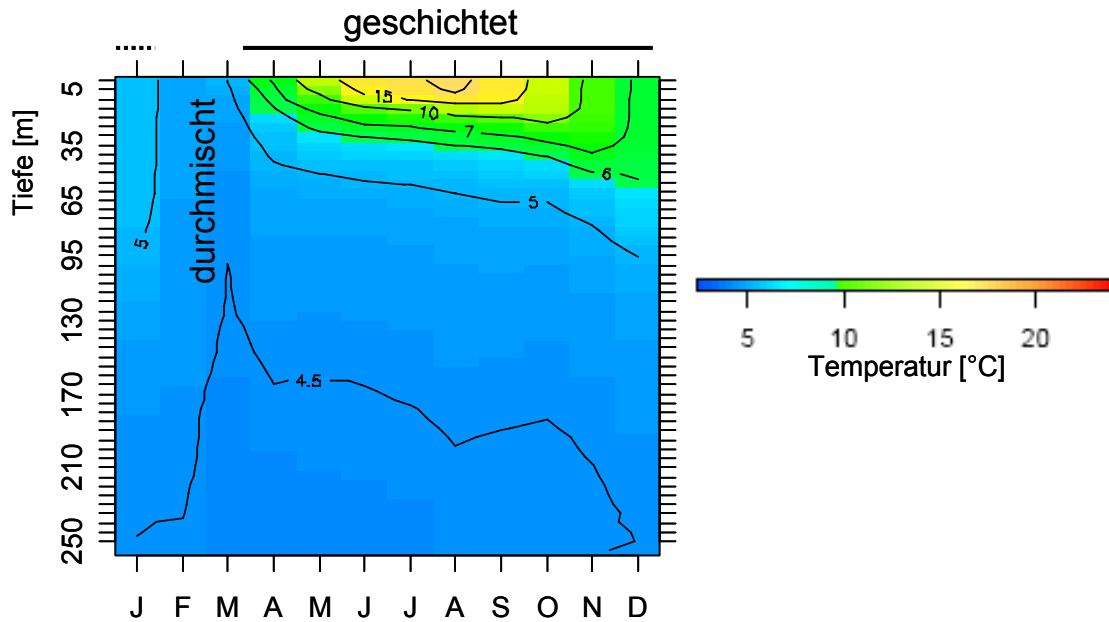 geschichtet
durchmischt
Tiefe [m]
5
35
65
95
130
170
210
250
15
10
7
6
5
5
4.5
J F M A M J J A S O N D
5 10 15 20
Temperatur [°C]